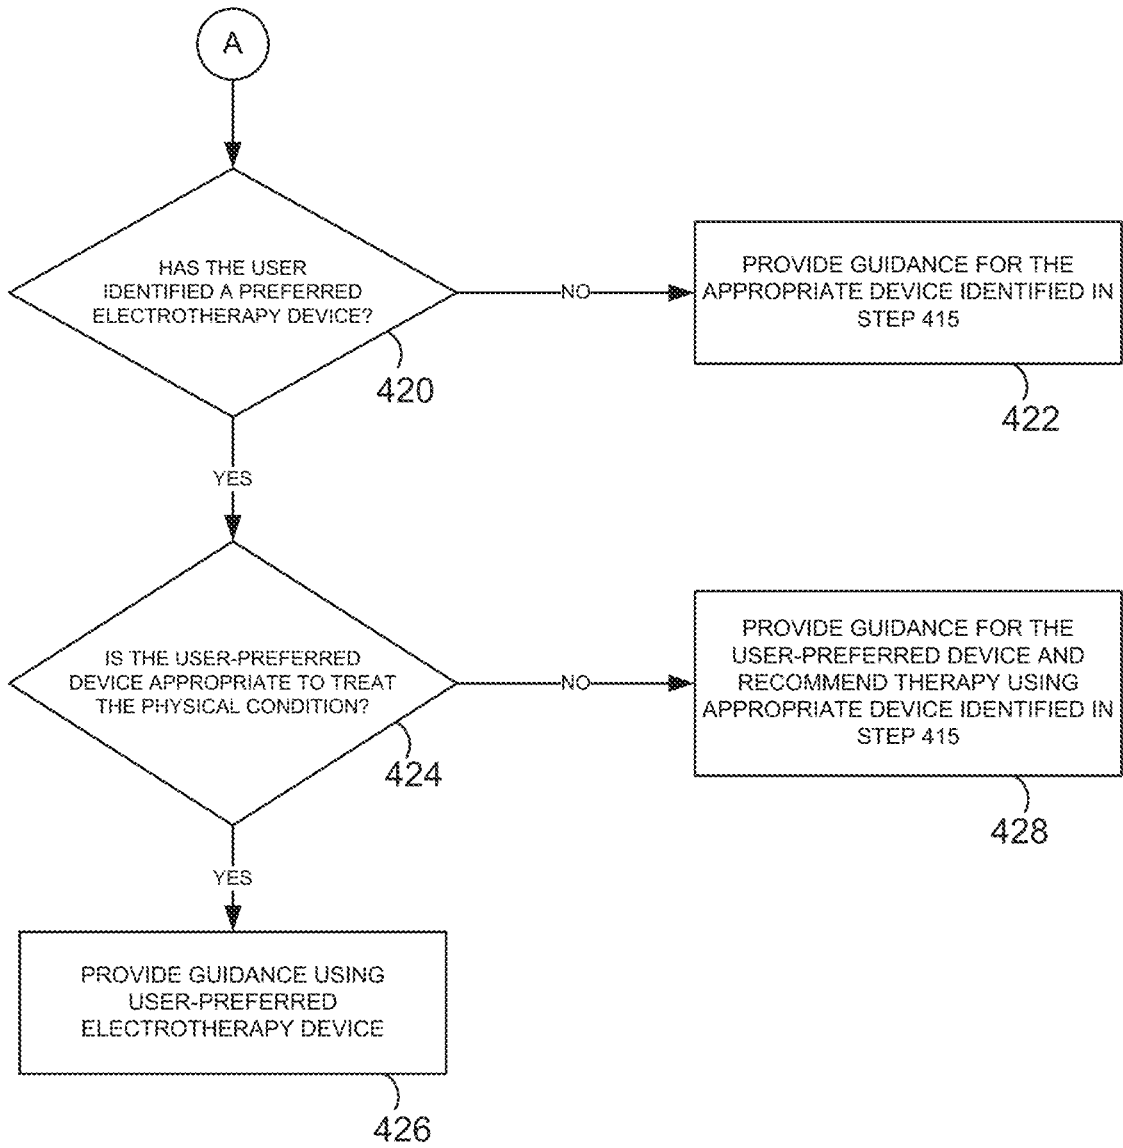 A
HAS THE USER
IDENTIFIED A PREFERRED
ELECTROTHERAPY DEVICE?
420
NO
PROVIDE GUIDANCE FOR THE
APPROPRIATE DEVICE IDENTIFIED IN
STEP 415
422
YES
IS THE USER-PREFERRED
DEVICE APPROPRIATE TO TREAT
THE PHYSICAL CONDITION?
424
NO
PROVIDE GUIDANCE FOR THE
USER-PREFERRED DEVICE AND
RECOMMEND THERAPY USING
APPROPRIATE DEVICE IDENTIFIED IN
STEP 415
428
YES
PROVIDE GUIDANCE USING
USER-PREFERRED
ELECTROTHERAPY DEVICE
426